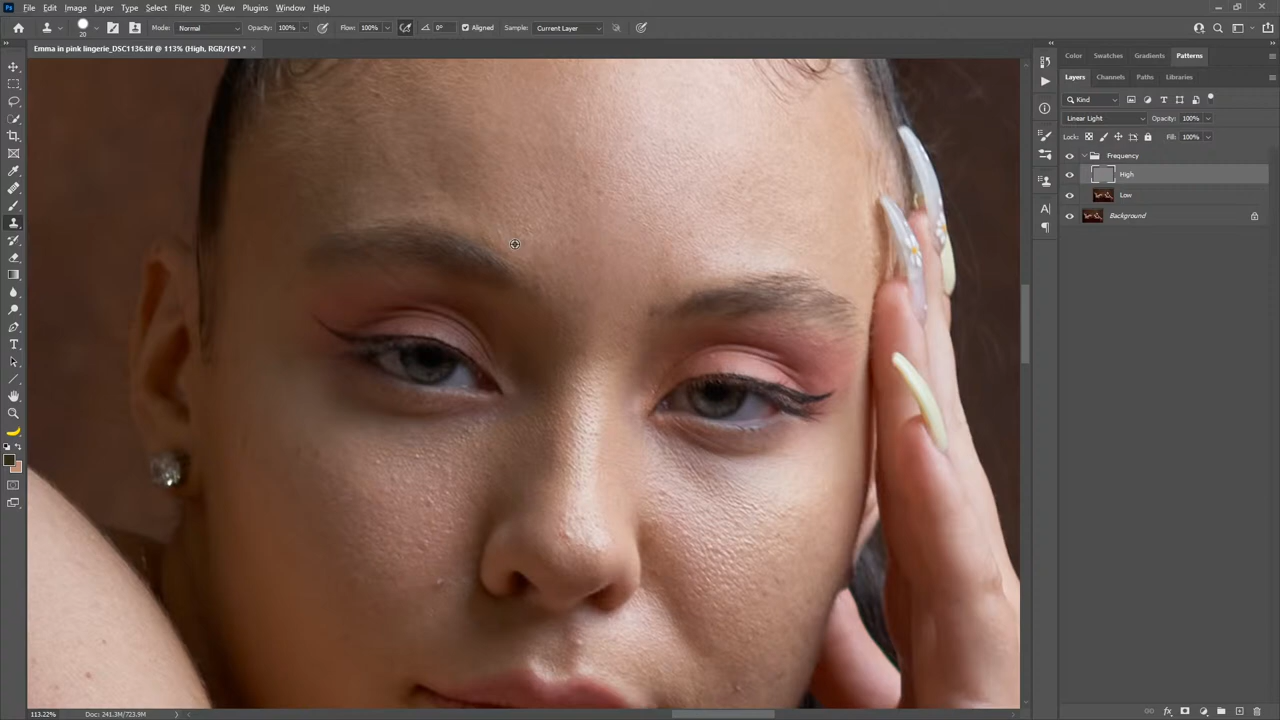 Ps File Edit Image Layer Type Select Filter 3D View Plugins Window Help
20 Mode: Normal Opacity: 100% Flow: 100% 0° Aligned Sample: Current Layer
Emma in pink lingerie_DSC1136.tif @ 113% (High, RGB/16*) * ×
Color Swatches Gradients Patterns
Layers Channels Paths Libraries
Kind
Linear Light Opacity: 100%
Lock: Fill: 100%
Frequency
High
Low
Background
113.22% Doc: 241.3M/723.9M